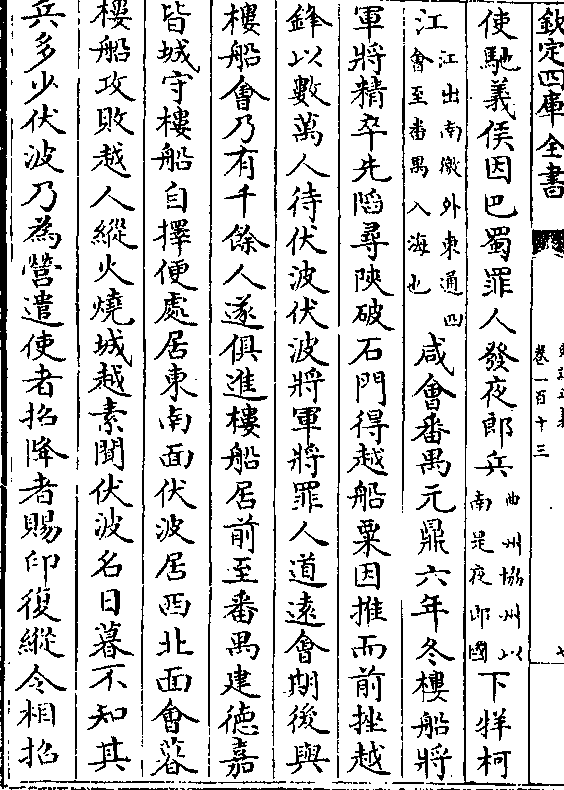 欽定四庫全書
卷一百十三
使馳義侯因巴蜀罪人發夜郎兵曲州協州以南是夜郎國下牂柯
江江出南徼外東通四會至番禺入海也咸會番禺元鼎六年冬樓船將
軍將精卒先陷尋陜破石門得越船粟因推而前挫越
鋒以數萬人待伏波伏波將軍將罪人道遠會期後與
樓船會乃有千餘人遂俱進樓船居前至番禺建德嘉
皆城守樓船自擇便處居東南面伏波居西北面會暮
樓船攻敗越人縱火燒城越素聞伏波名日暮不知其
兵多少伏波乃為營遣使者招降者賜印復縱令相招